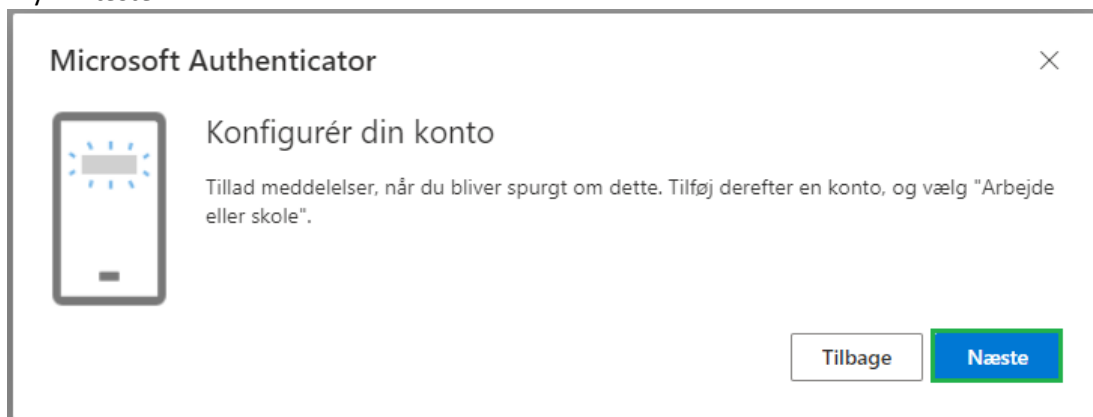 Microsoft Authenticator
Konfigurér din konto
Tillad meddelelser, når du bliver spurgt om dette. Tilføj derefter en konto, og vælg "Arbejde
eller skole".
Tilbage
Næste